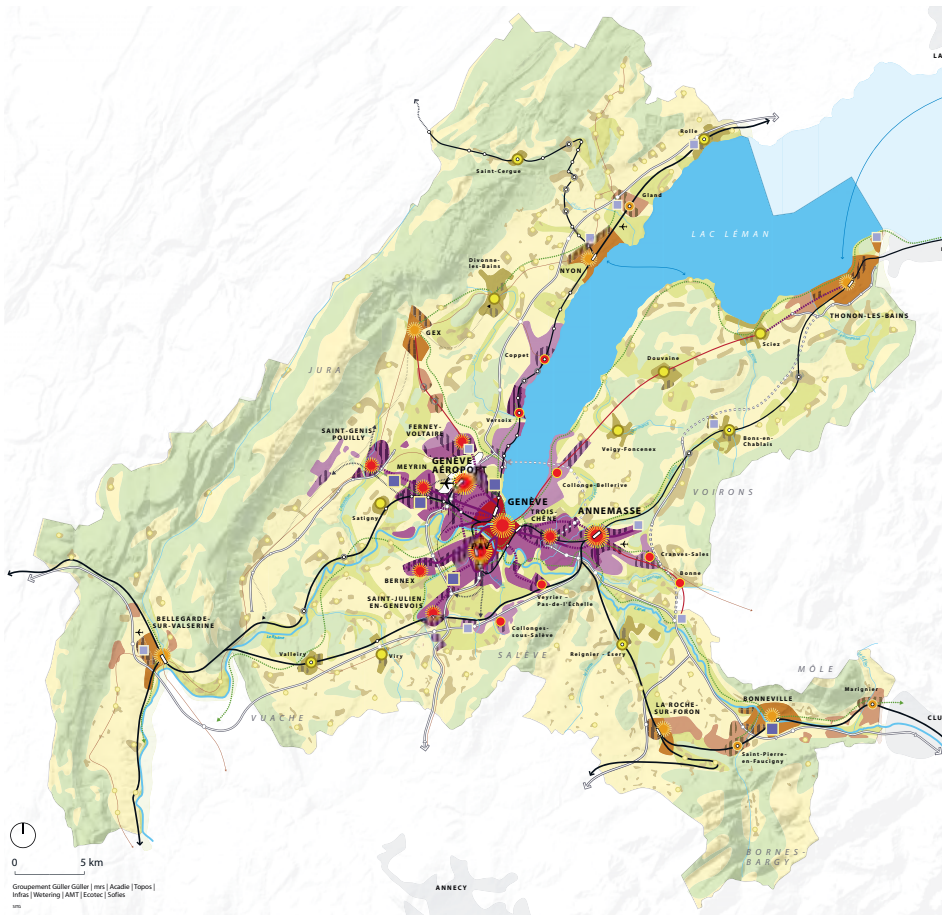 LA
Rolle
Saint-Cergue
Gland
LAC LÉMAN
Divonne-
les-Bains
NYON
THONON-LES-BAINS
GEX
Sciez
Coppet
Douvaine
JURA
Versoix
FERNEY-
VOLTAIRE
SAINT-GENIS-
POUILLY
Veigy-Foncenex
Bons-en-
Chablais
GENÈVE
AÉROPORT
MEYRIN
Collonge-Bellerive
VOIRONS
GENÈVE
TROIS-
CHÊNE
ANNEMASSE
Satigny
PAV
Cranves-Sales
BERNEX
Bonne
SAINT-JULIEN
EN-GENEVOIS
Veyrier –
Pas-de-l'Échelle
BELLEGARDE-
SUR-VALSERINE
Collonges-
sous-Salève
Valleiry
Viry
SALÈVE
Reignier – Ésery
MÔLE
Marignier
VUACHE
LA ROCHE-
SUR-FORON
BONNEVILLE
CLU
Saint-Pierre-
en-Faucigny
BORNES-
BARGY
0 5 km
ANNECY
Groupement Güller Güller | mrs | Acadie | Topos |
Infras | Wetering | AMT | Ecotec | Sofies